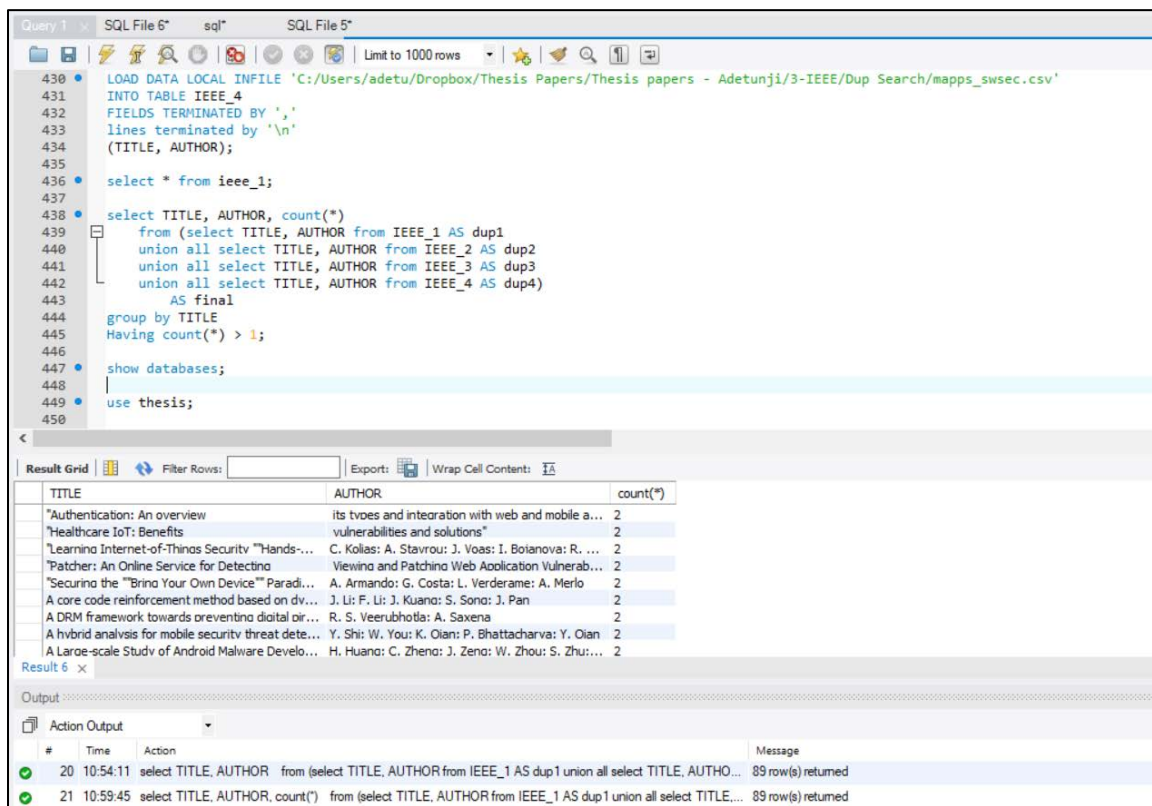 Query 1 SQL File 6* sql* SQL File 5*
Limit to 1000 rows
430 LOAD DATA LOCAL INFILE 'C:/Users/adetu/Dropbox/Thesis Papers/Thesis papers - Adetunji/3-IEEE/Dup Search/mapps_swsec.csv'
431 INTO TABLE IEEE_4
432 FIELDS TERMINATED BY ','
433 lines terminated by '\n'
434 (TITLE, AUTHOR);
435
436 select * from ieee_1;
437
438 select TITLE, AUTHOR, count(*)
439 from (select TITLE, AUTHOR from IEEE_1 AS dup1
440 union all select TITLE, AUTHOR from IEEE_2 AS dup2
441 union all select TITLE, AUTHOR from IEEE_3 AS dup3
442 union all select TITLE, AUTHOR from IEEE_4 AS dup4)
443 AS final
444 group by TITLE
445 Having count(*) > 1;
446
447 show databases;
448
449 use thesis;
450
Result Grid Filter Rows: Export: Wrap Cell Content:
TITLE AUTHOR count(*)
"Authentication: An overview its types and integration with web and mobile a... 2
"Healthcare IoT: Benefits vulnerabilities and solutions" 2
"Learning Internet-of-Things Security ""Hands-... C. Kolias; A. Stavrou; J. Voas; I. Bojanova; R. ... 2
"Patcher: An Online Service for Detecting Viewing and Patching Web Application Vulnerab... 2
"Securing the ""Bring Your Own Device"" Paradi... A. Armando; G. Costa; L. Verderame; A. Merlo 2
A core code reinforcement method based on dy... J. Li; F. Li; J. Kuang; S. Song; J. Pan 2
A DRM framework towards preventing digital pir... R. S. Veerubhotla; A. Saxena 2
A hybrid analysis for mobile security threat dete... Y. Shi; W. You; K. Qian; P. Bhattacharya; Y. Qian 2
A Large-scale Study of Android Malware Develo... H. Huang; C. Zheng; J. Zeng; W. Zhou; S. Zhu;... 2
Result 6
Output
Action Output
# Time Action Message
20 10:54:11 select TITLE, AUTHOR from (select TITLE, AUTHOR from IEEE_1 AS dup1 union all select TITLE, AUTHO... 89 row(s) returned
21 10:59:45 select TITLE, AUTHOR, count(*) from (select TITLE, AUTHOR from IEEE_1 AS dup1 union all select TITLE,... 89 row(s) returned